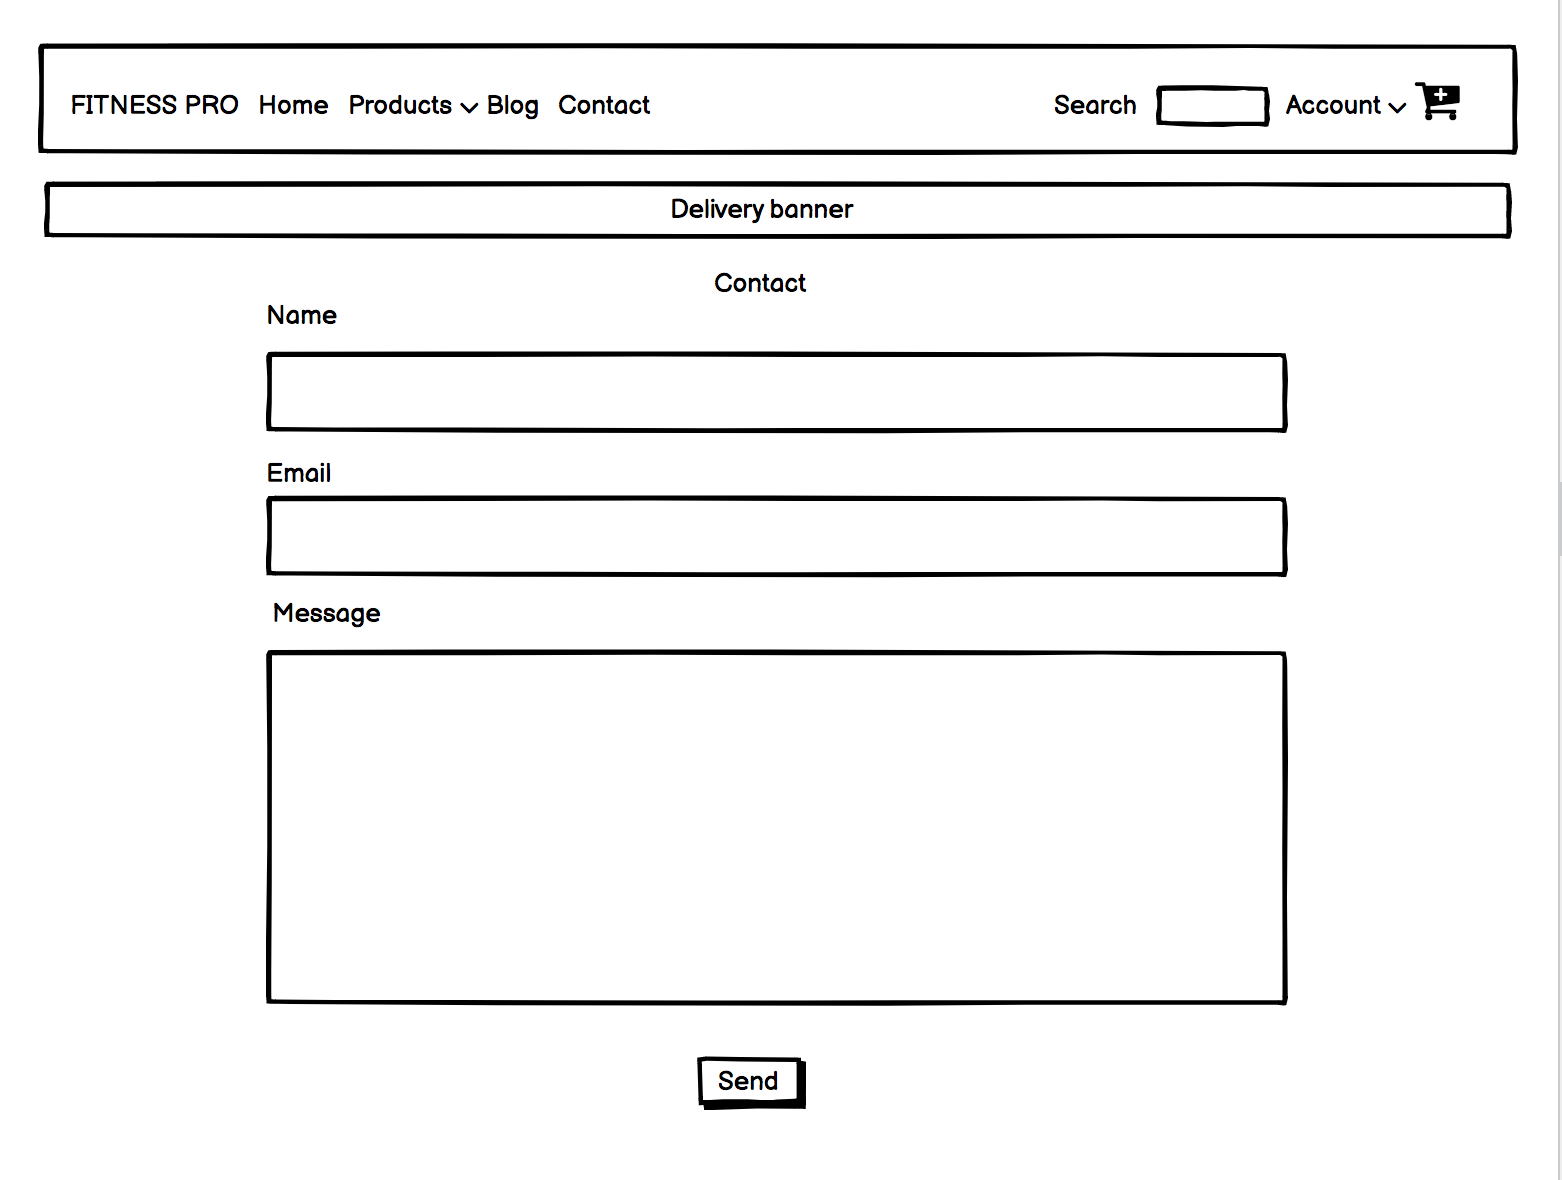 FITNESS PRO Home Products Blog Contact Search Account
Delivery banner
Contact
Name
Email
Message
Send